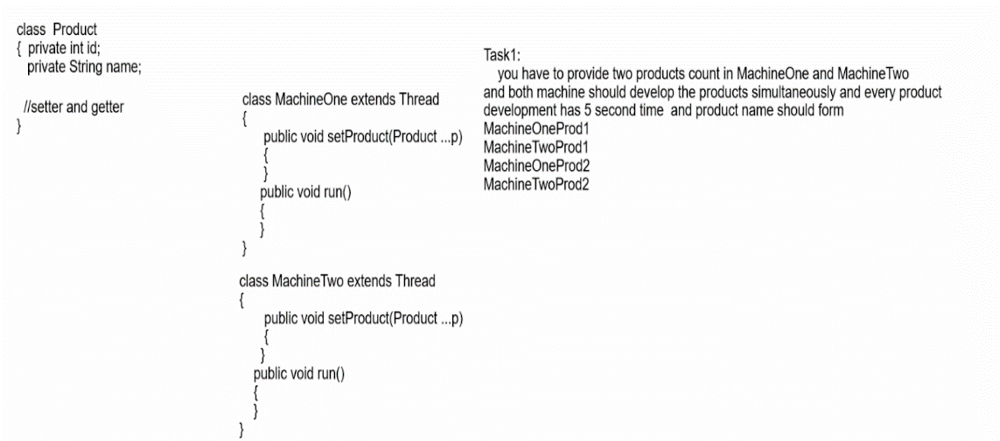 class Product
{ private int id;
private String name;
//setter and getter
}
class MachineOne extends Thread
{
public void setProduct(Product ...p)
{
}
public void run()
{
}
}
class MachineTwo extends Thread
{
public void setProduct(Product ...p)
{
}
public void run()
{
}
}
Task1:
you have to provide two products count in MachineOne and MachineTwo
and both machine should develop the products simultaneously and every product
development has 5 second time and product name should form
MachineOneProd1
MachineTwoProd1
MachineOneProd2
MachineTwoProd2